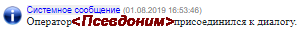 Системное сообщение (01.08.2019 16:53:46)
Оператор<Псевдоним>присоединился к диалогу.